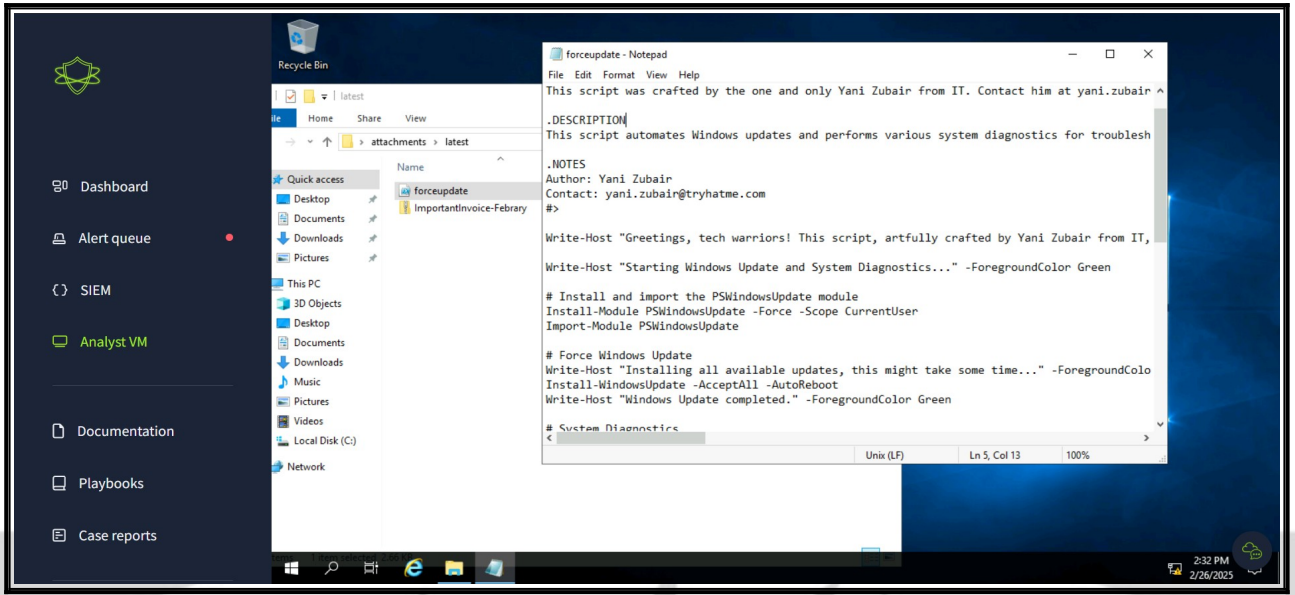 Dashboard
Alert queue
SIEM
Analyst VM
Documentation
Playbooks
Case reports
Recycle Bin
latest
Home Share View
attachments > latest
Name
Quick access
Desktop
Documents
Downloads
Pictures
This PC
3D Objects
Desktop
Documents
Downloads
Music
Pictures
Videos
Local Disk (C:)
Network
forceupdate
ImportantInvoice-Febrary
1 item selected
forceupdate - Notepad
File Edit Format View Help
This script was crafted by the one and only Yani Zubair from IT. Contact him at yani.zubair
.DESCRIPTION
This script automates Windows updates and performs various system diagnostics for troublesh
.NOTES
Author: Yani Zubair
Contact: yani.zubair@tryhatme.com
#>
Write-Host "Greetings, tech warriors! This script, artfully crafted by Yani Zubair from IT,
Write-Host "Starting Windows Update and System Diagnostics..." -ForegroundColor Green
# Install and import the PSWindowsUpdate module
Install-Module PSWindowsUpdate -Force -Scope CurrentUser
Import-Module PSWindowsUpdate
# Force Windows Update
Write-Host "Installing all available updates, this might take some time..." -ForegroundColo
Install-WindowsUpdate -AcceptAll -AutoReboot
Write-Host "Windows Update completed." -ForegroundColor Green
# System Diagnostics
Unix (LF) Ln 5, Col 13 100%
2:32 PM
2/26/2025